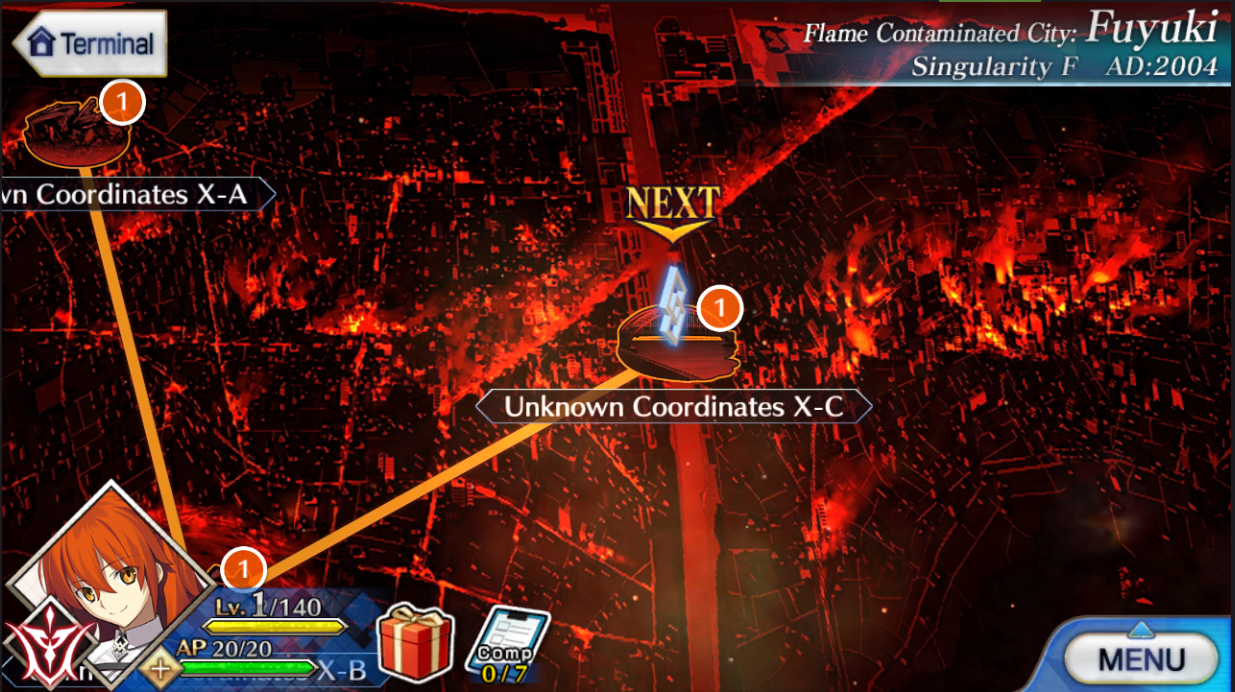 Terminal
Flame Contaminated City: Fuyuki
Singularity F AD:2004
1
Coordinates X-A
NEXT
1
Unknown Coordinates X-C
1
Lv. 1/140
AP 20/20
X-B
Comp
0/7
MENU